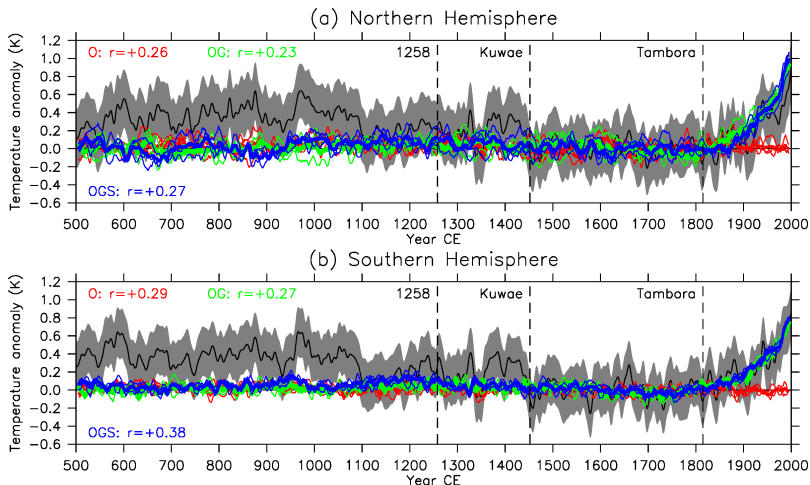 (a) Northern Hemisphere
Temperature anomaly (K)
1.2
1.0
0.8
0.6
0.4
0.2
0.0
-0.2
-0.4
-0.6
O: r=+0.26 OG: r=+0.23 1258 Kuwae Tambora
OGS: r=+0.27
500 600 700 800 900 1000 1100 1200 1300 1400 1500 1600 1700 1800 1900 2000
Year CE
(b) Southern Hemisphere
Temperature anomaly (K)
1.2
1.0
0.8
0.6
0.4
0.2
0.0
-0.2
-0.4
-0.6
O: r=+0.29 OG: r=+0.27 1258 Kuwae Tambora
OGS: r=+0.38
500 600 700 800 900 1000 1100 1200 1300 1400 1500 1600 1700 1800 1900 2000
Year CE